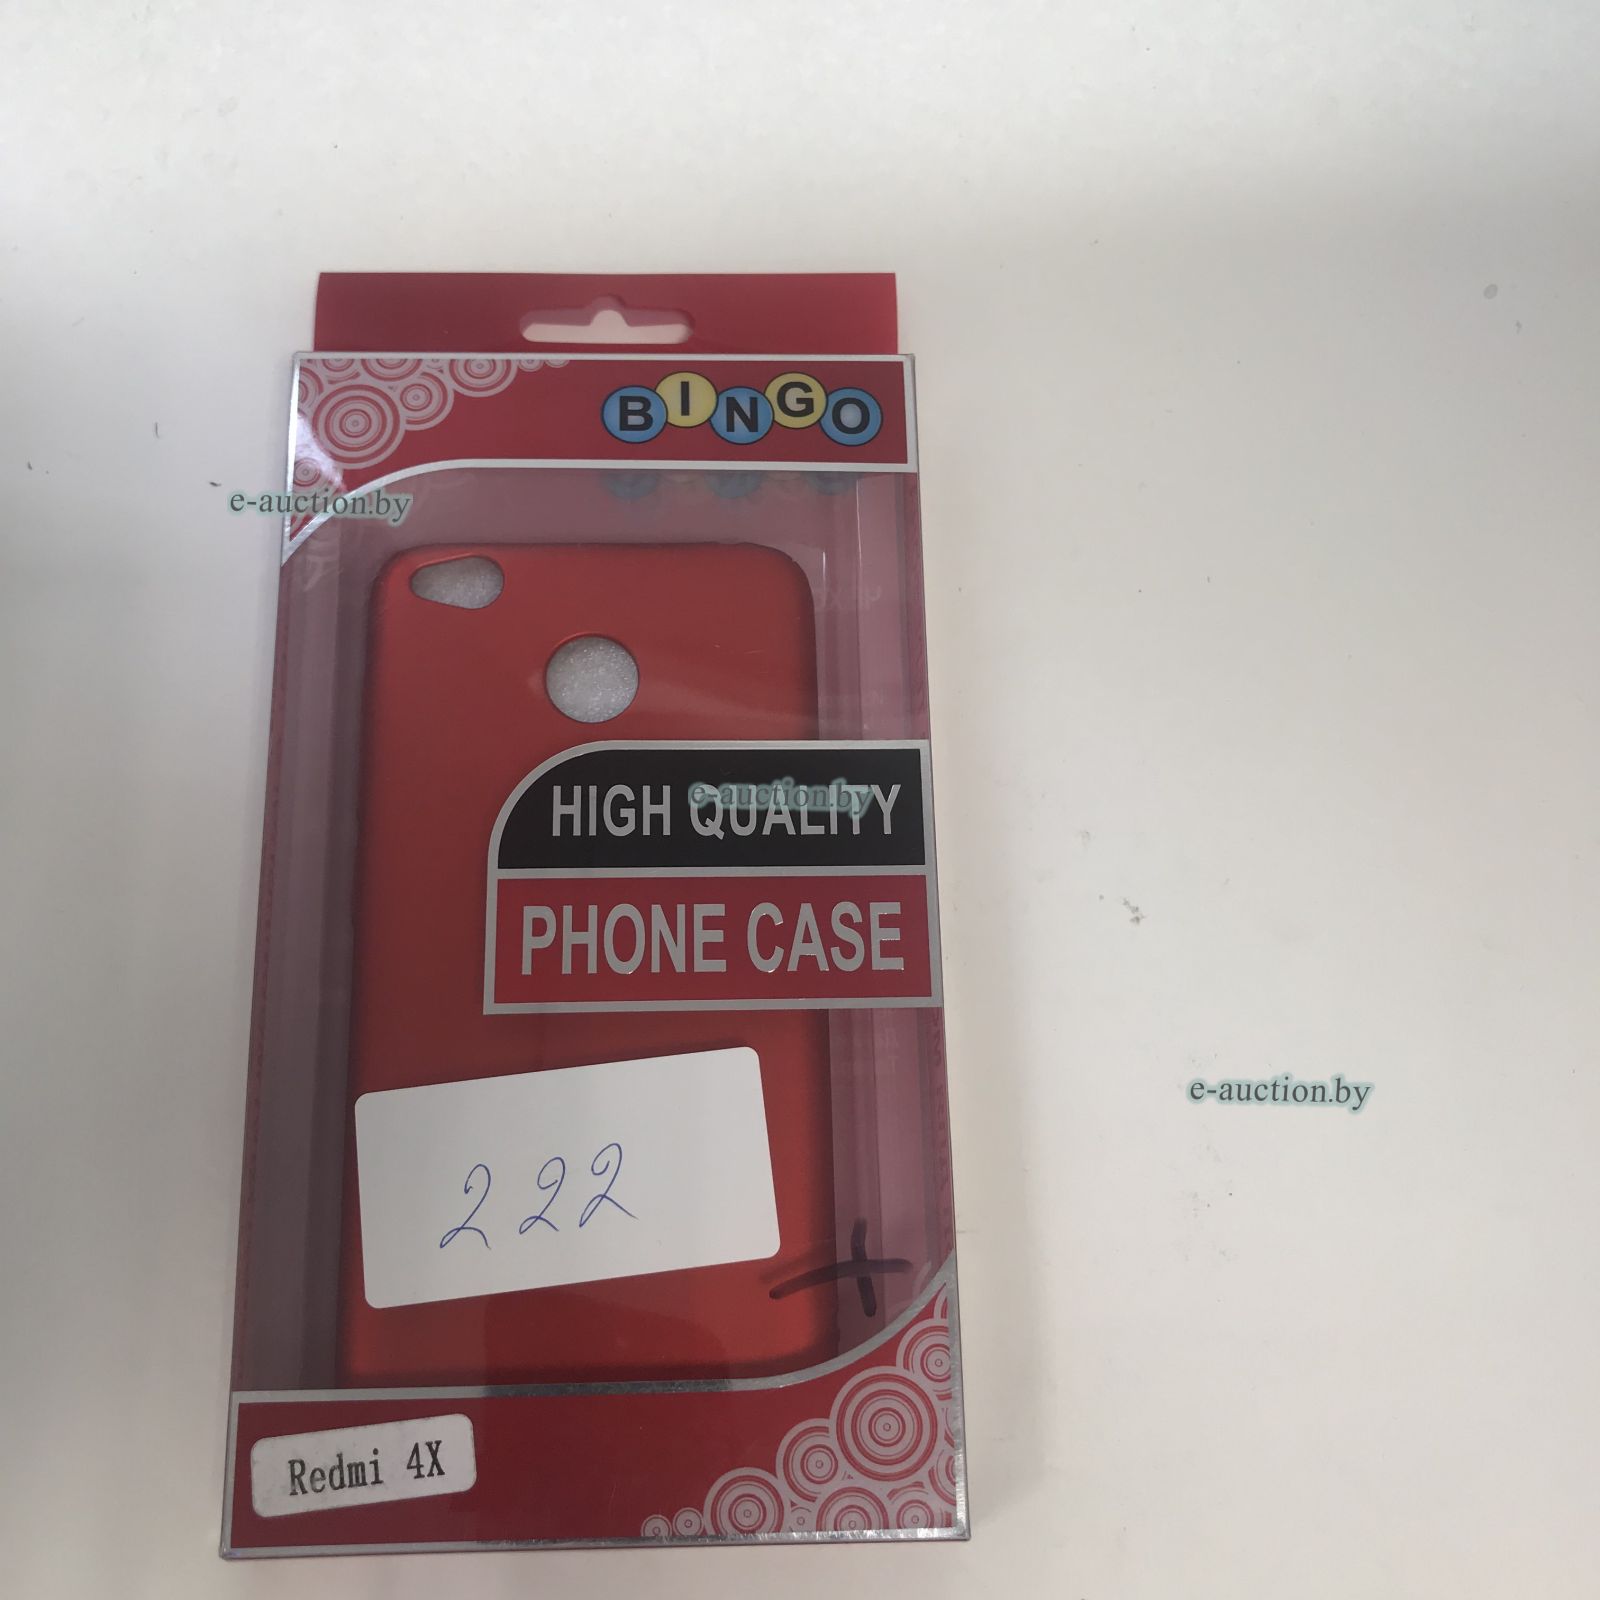 BINGO
e-auction.by
HIGH QUALITY
e-auction.by
PHONE CASE
e-auction.by
222
+
Redmi 4X